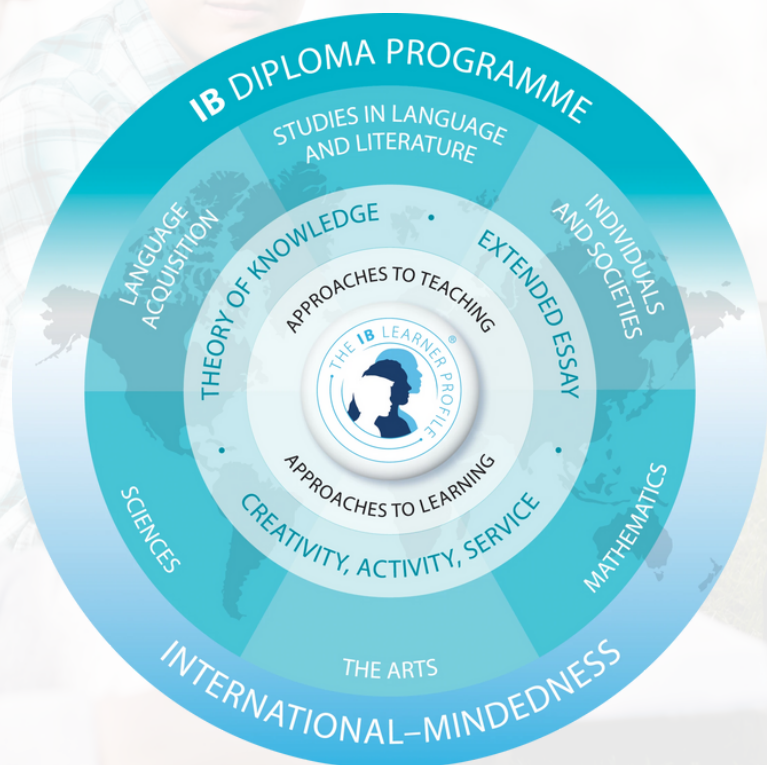 IB DIPLOMA PROGRAMME
STUDIES IN LANGUAGE
AND LITERATURE
LANGUAGE
ACQUISITION
INDIVIDUALS
AND SOCIETIES
THEORY OF KNOWLEDGE
EXTENDED ESSAY
APPROACHES TO TEACHING
THE IB LEARNER PROFILE ®
APPROACHES TO LEARNING
CREATIVITY, ACTIVITY, SERVICE
SCIENCES
MATHEMATICS
THE ARTS
INTERNATIONAL–MINDEDNESS